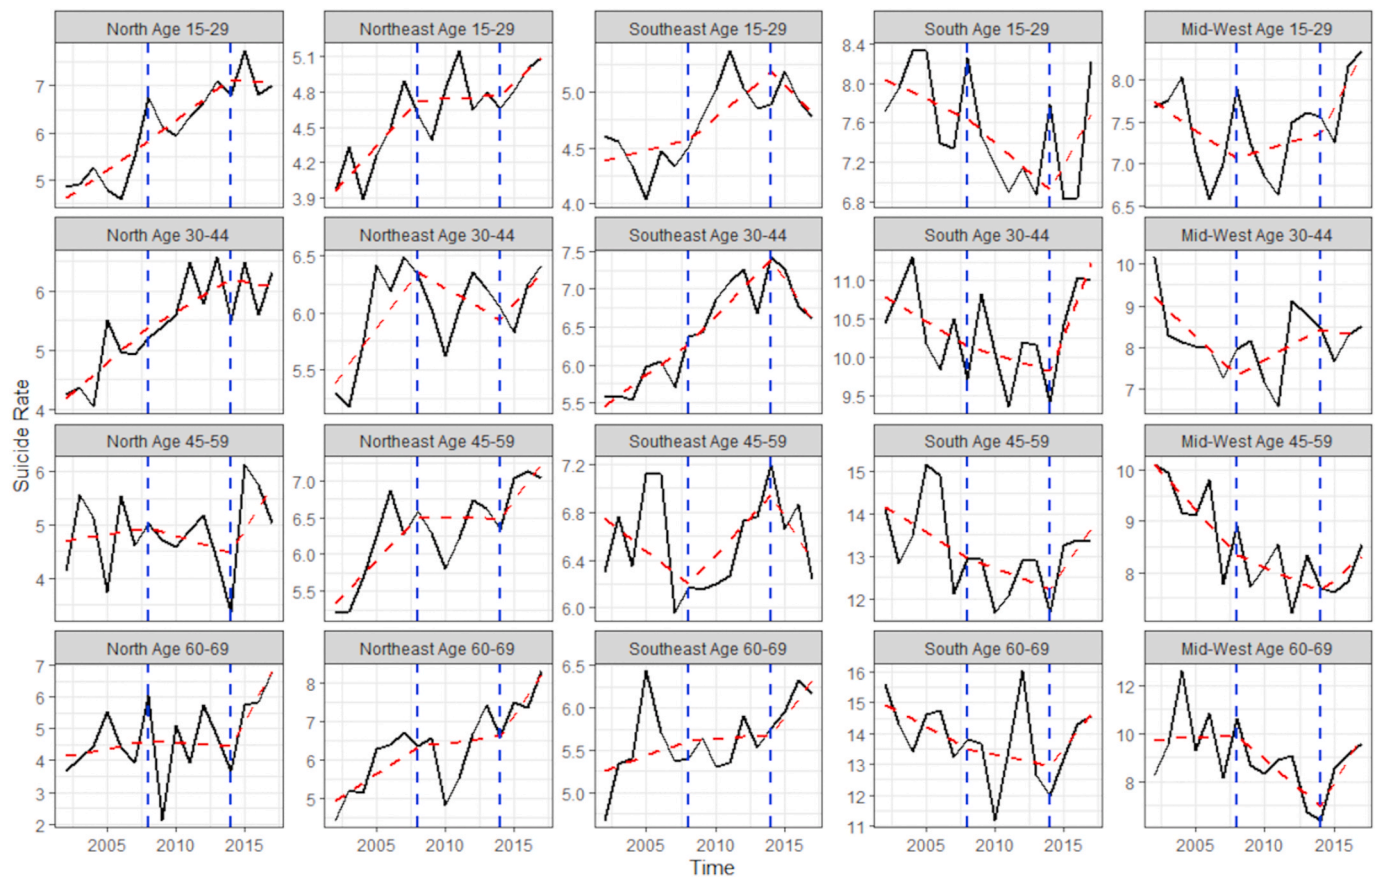 North Age 15-29 Northeast Age 15-29 Southeast Age 15-29 South Age 15-29 Mid-West Age 15-29
7 6 5
5.1 4.8 4.5 4.2 3.9
5.0 4.5 4.0
8.4 8.0 7.6 7.2 6.8
8.0 7.5 7.0 6.5
North Age 30-44 Northeast Age 30-44 Southeast Age 30-44 South Age 30-44 Mid-West Age 30-44
6 5 4
6.5 6.0 5.5
7.5 7.0 6.5 6.0 5.5
11.0 10.5 10.0 9.5
10 9 8 7
Suicide Rate
North Age 45-59 Northeast Age 45-59 Southeast Age 45-59 South Age 45-59 Mid-West Age 45-59
6 5 4
7.0 6.5 6.0 5.5
7.2 6.8 6.4 6.0
15 14 13 12
10 9 8
North Age 60-69 Northeast Age 60-69 Southeast Age 60-69 South Age 60-69 Mid-West Age 60-69
7 6 5 4 3 2
8 7 6 5
6.5 6.0 5.5 5.0
16 15 14 13 12 11
12 10 8
2005 2010 2015 2005 2010 2015 2005 2010 2015 2005 2010 2015 2005 2010 2015
Time